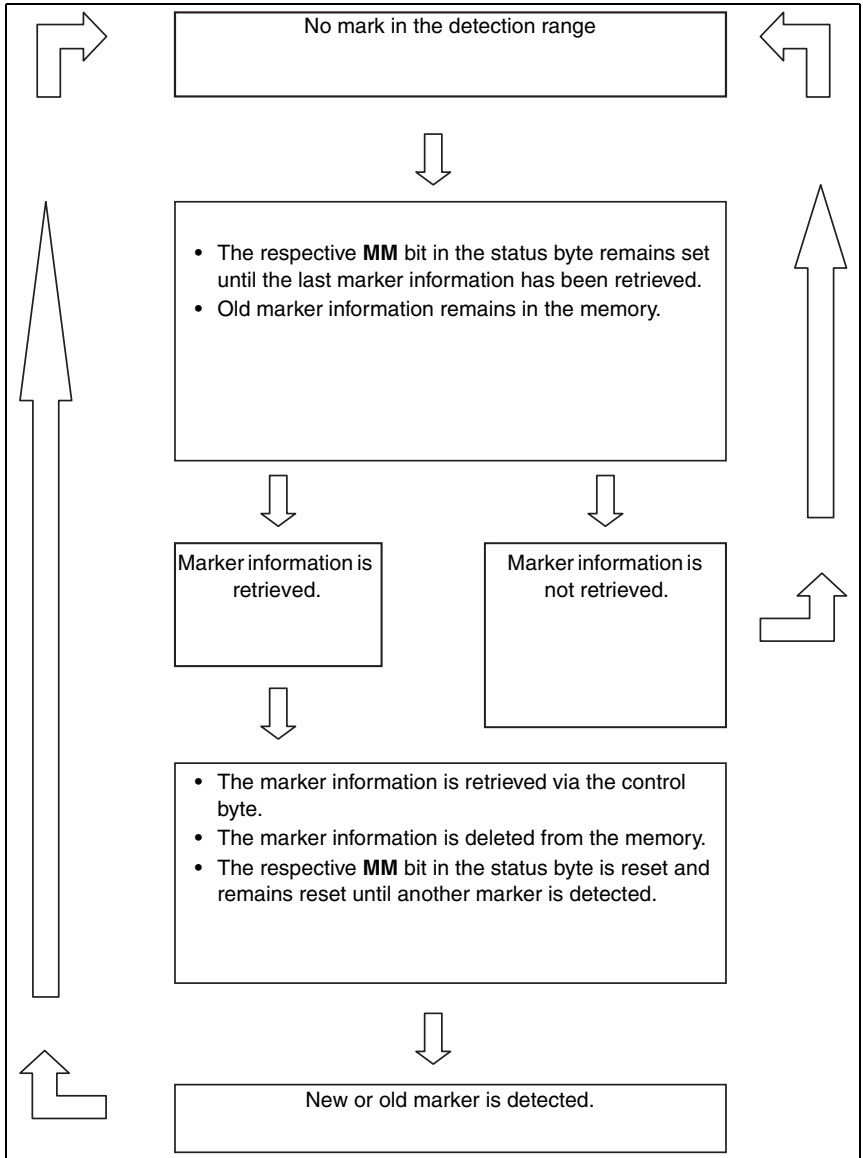 No mark in the detection range
• The respective MM bit in the status byte remains set
until the last marker information has been retrieved.
• Old marker information remains in the memory.
Marker information is
retrieved.
Marker information is
not retrieved.
• The marker information is retrieved via the control
byte.
• The marker information is deleted from the memory.
• The respective MM bit in the status byte is reset and
remains reset until another marker is detected.
New or old marker is detected.